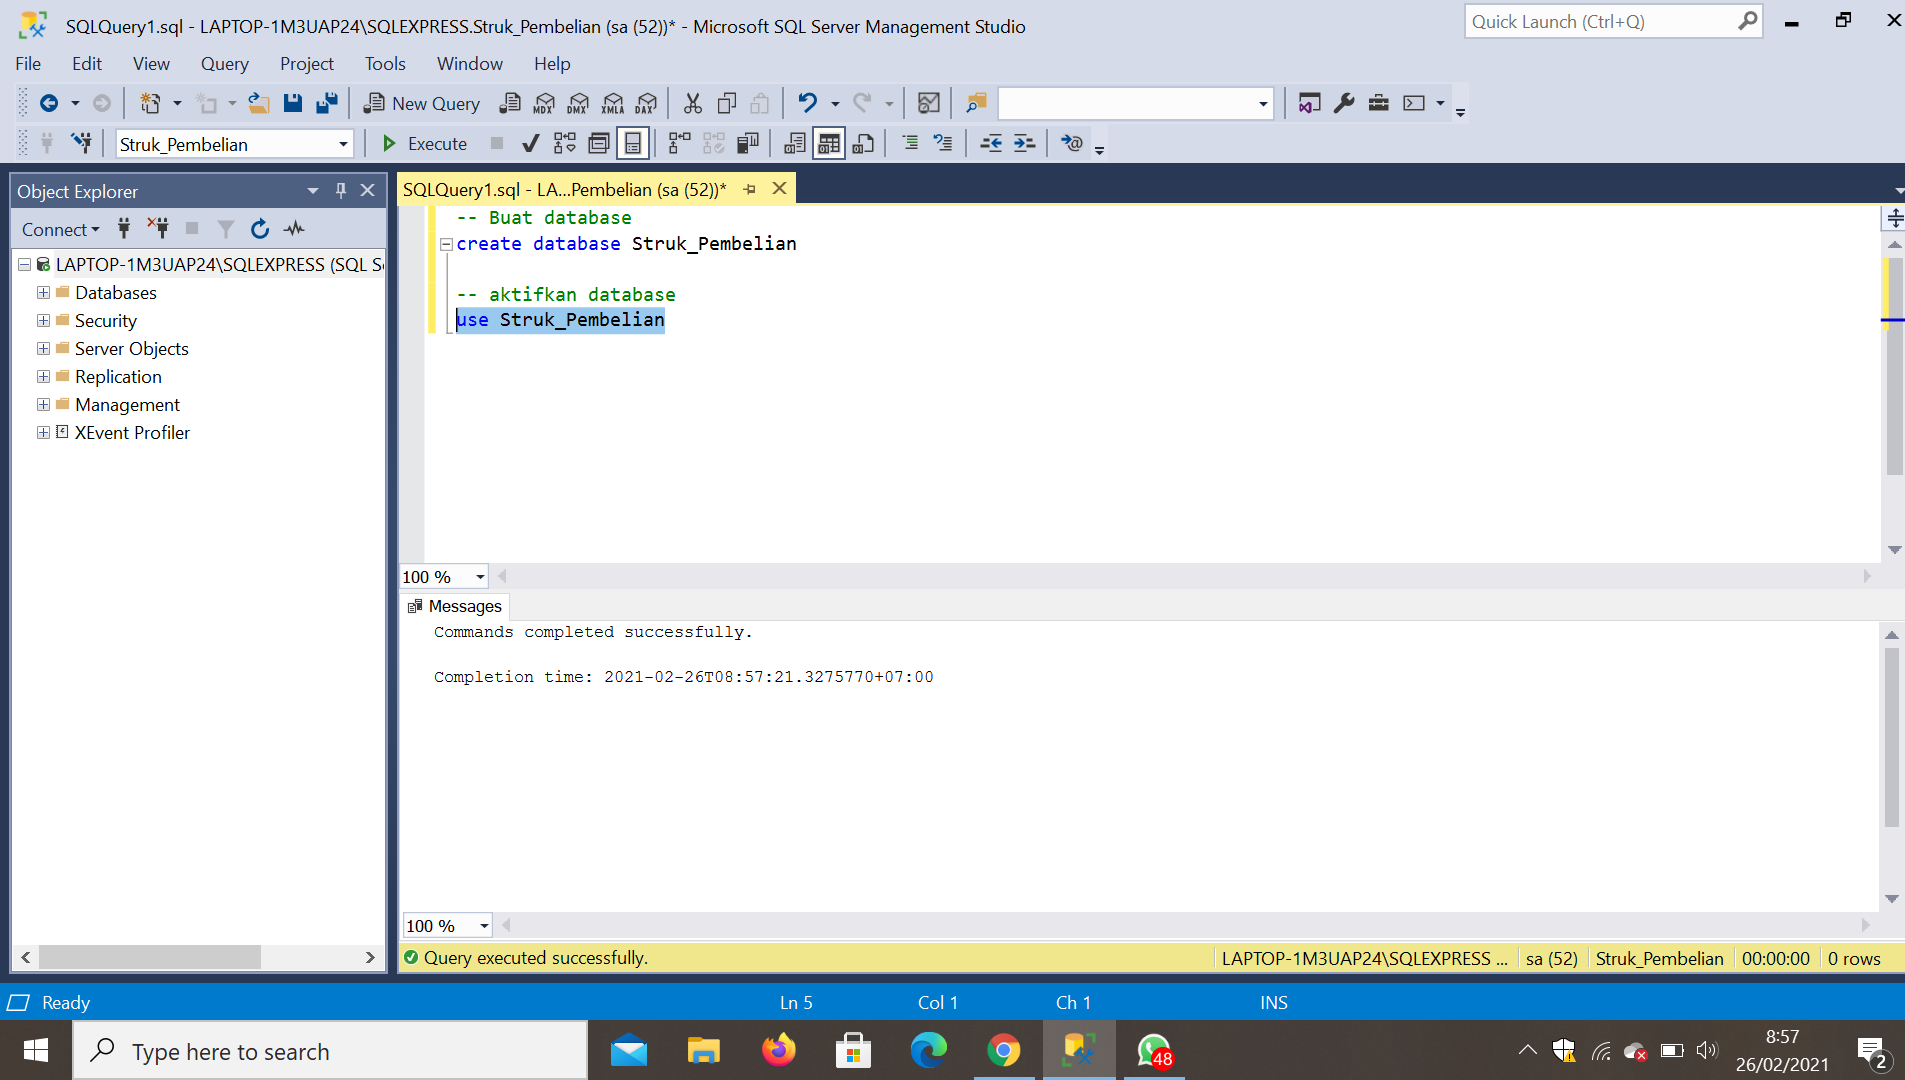 SQLQuery1.sql - LAPTOP-1M3UAP24\SQLEXPRESS.Struk_Pembelian (sa (52))* - Microsoft SQL Server Management Studio
Quick Launch (Ctrl+Q)
File Edit View Query Project Tools Window Help
New Query MDX DMX XMLA DAX
Struk_Pembelian Execute
Object Explorer
Connect
LAPTOP-1M3UAP24\SQLEXPRESS (SQL S
Databases
Security
Server Objects
Replication
Management
XEvent Profiler
SQLQuery1.sql - LA...Pembelian (sa (52))*
-- Buat database
create database Struk_Pembelian
-- aktifkan database
use Struk_Pembelian
100 %
Messages
Commands completed successfully.
Completion time: 2021-02-26T08:57:21.3275770+07:00
100 %
Query executed successfully. LAPTOP-1M3UAP24\SQLEXPRESS ... sa (52) Struk_Pembelian 00:00:00 0 rows
Ready Ln 5 Col 1 Ch 1 INS
Type here to search
48
8:57
26/02/2021
2